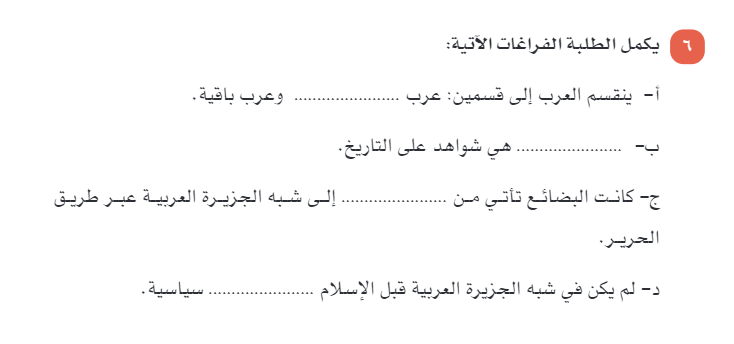 ٦ يكمل الطلبة الفراغات الآتية:
أ- ينقسم العرب إلى قسمين: عرب ....................... وعرب باقية.
ب- ....................... هي شواهد على التاريخ.
ج- كانت البضائع تأتي من ....................... إلى شبه الجزيرة العربية عبر طريق
الحرير.
د- لم يكن في شبه الجزيرة العربية قبل الإسلام ....................... سياسية.